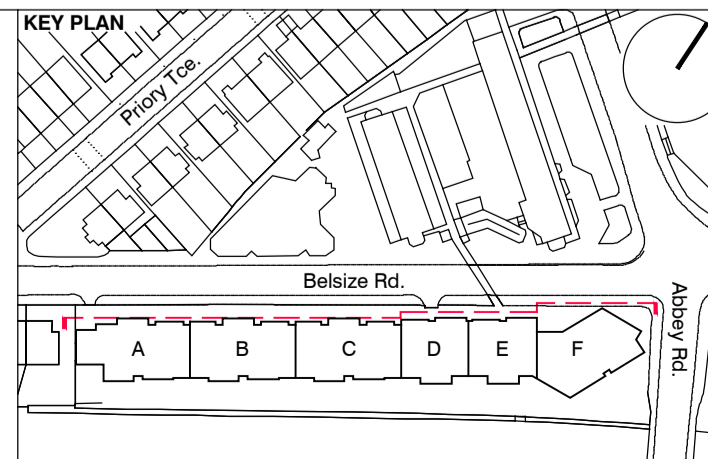 KEY PLAN
Priory Tce.
Belsize Rd.
Abbey Rd.
A
B
C
D
E
F